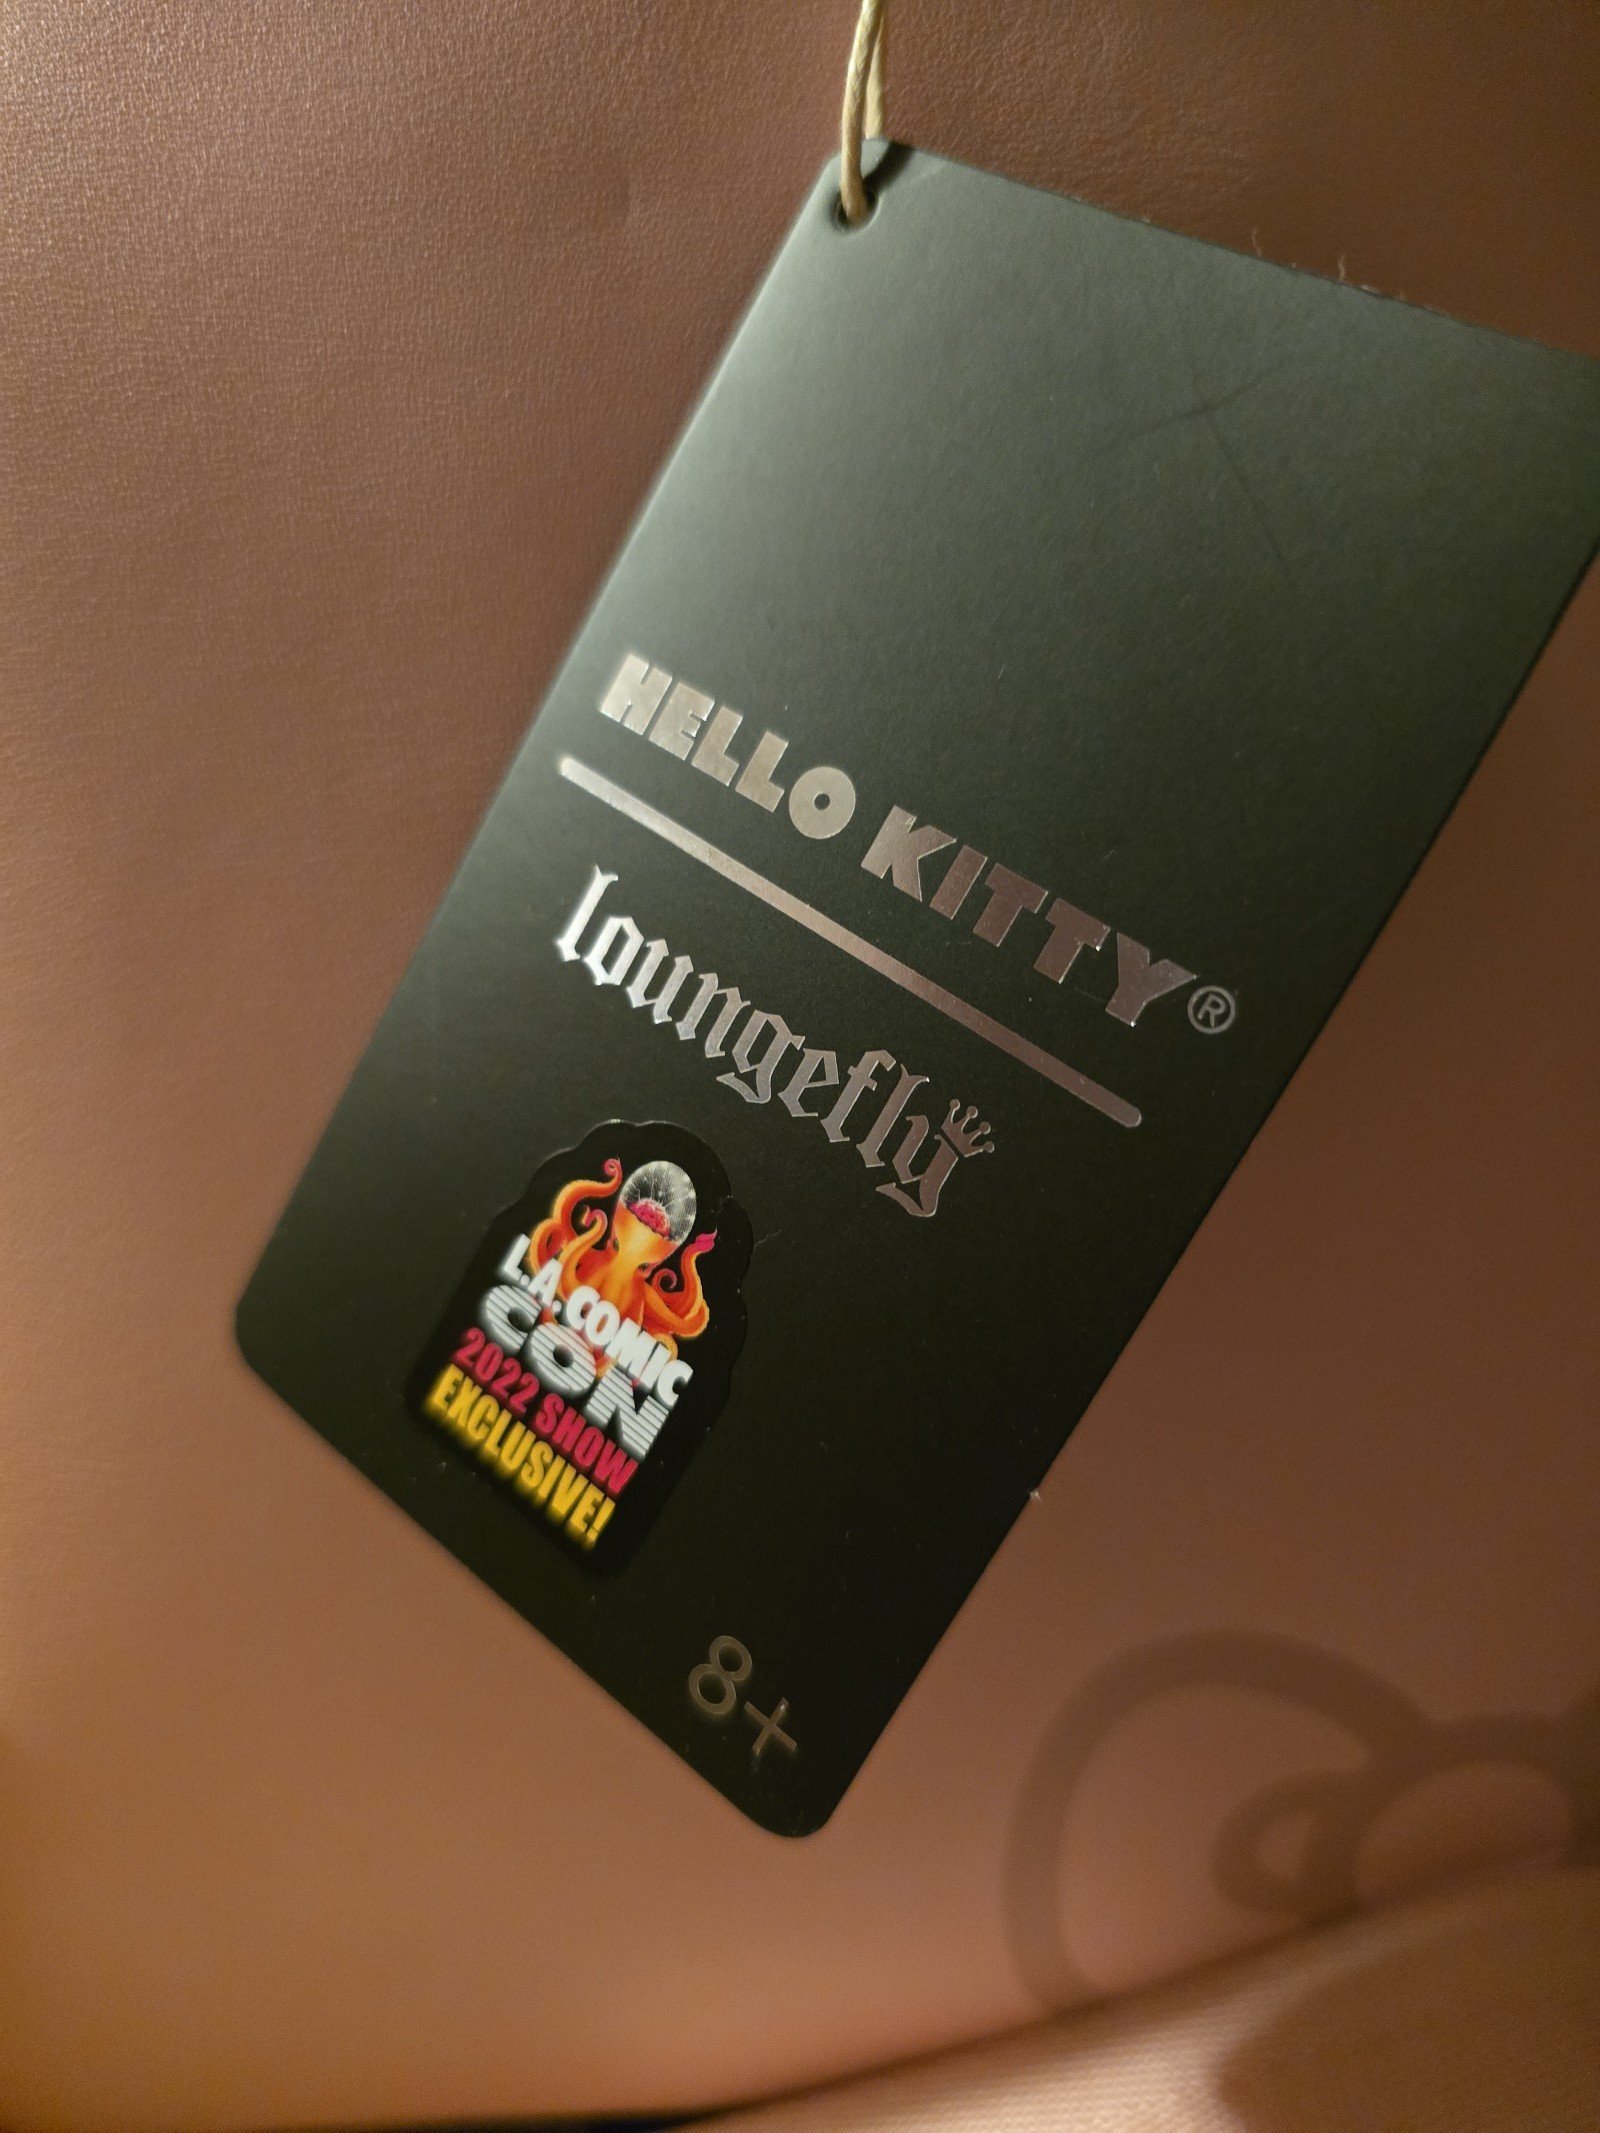 HELLO KITTY®
loungefly
L.A. COMIC
CON
2022 SHOW
EXCLUSIVE!
8+